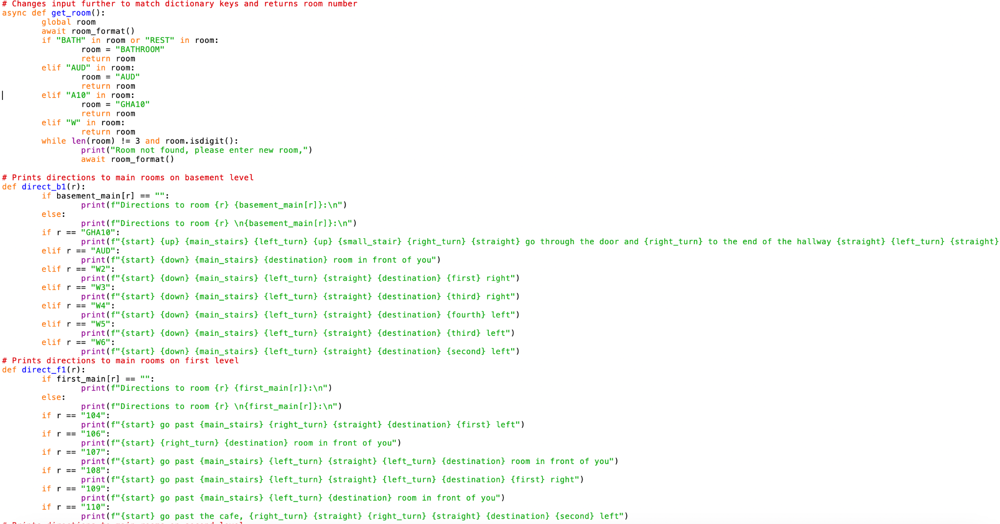 # Changes input further to match dictionary keys and returns room number
async def get_room():
        global room
        await room_format()
        if "BATH" in room or "REST" in room:
                room = "BATHROOM"
                return room
        elif "AUD" in room:
                room = "AUD"
                return room
        elif "A10" in room:
                room = "GHA10"
                return room
        elif "W" in room:
                return room
        while len(room) != 3 and room.isdigit():
                print("Room not found, please enter new room,")
                await room_format()

# Prints directions to main rooms on basement level
def direct_b1(r):
        if basement_main[r] == "":
                print(f"Directions to room {r} {basement_main[r]}:\n")
        else:
                print(f"Directions to room {r} \n{basement_main[r]}:\n")
        if r == "GHA10":
                print(f"{start} {up} {main_stairs} {left_turn} {up} {small_stair} {right_turn} {straight} go through the door and {right_turn} to the end of the hallway {straight} {left_turn} {straight}
        elif r == "AUD":
                print(f"{start} {down} {main_stairs} {destination} room in front of you")
        elif r == "W2":
                print(f"{start} {down} {main_stairs} {left_turn} {straight} {destination} {first} right")
        elif r == "W3":
                print(f"{start} {down} {main_stairs} {left_turn} {straight} {destination} {third} right")
        elif r == "W4":
                print(f"{start} {down} {main_stairs} {left_turn} {straight} {destination} {fourth} left")
        elif r == "W5":
                print(f"{start} {down} {main_stairs} {left_turn} {straight} {destination} {third} left")
        elif r == "W6":
                print(f"{start} {down} {main_stairs} {left_turn} {straight} {destination} {second} left")
# Prints directions to main rooms on first level
def direct_f1(r):
        if first_main[r] == "":
                print(f"Directions to room {r} {first_main[r]}:\n")
        else:
                print(f"Directions to room {r} \n{first_main[r]}:\n")
        if r == "104":
                print(f"{start} go past {main_stairs} {right_turn} {straight} {destination} {first} left")
        if r == "106":
                print(f"{start} {right_turn} {destination} room in front of you")
        if r == "107":
                print(f"{start} go past {main_stairs} {left_turn} {straight} {left_turn} {destination} room in front of you")
        if r == "108":
                print(f"{start} go past {main_stairs} {left_turn} {straight} {left_turn} {destination} {first} right")
        if r == "109":
                print(f"{start} go past {main_stairs} {left_turn} {destination} room in front of you")
        if r == "110":
                print(f"{start} go past the cafe, {right_turn} {straight} {right_turn} {straight} {destination} {second} left")